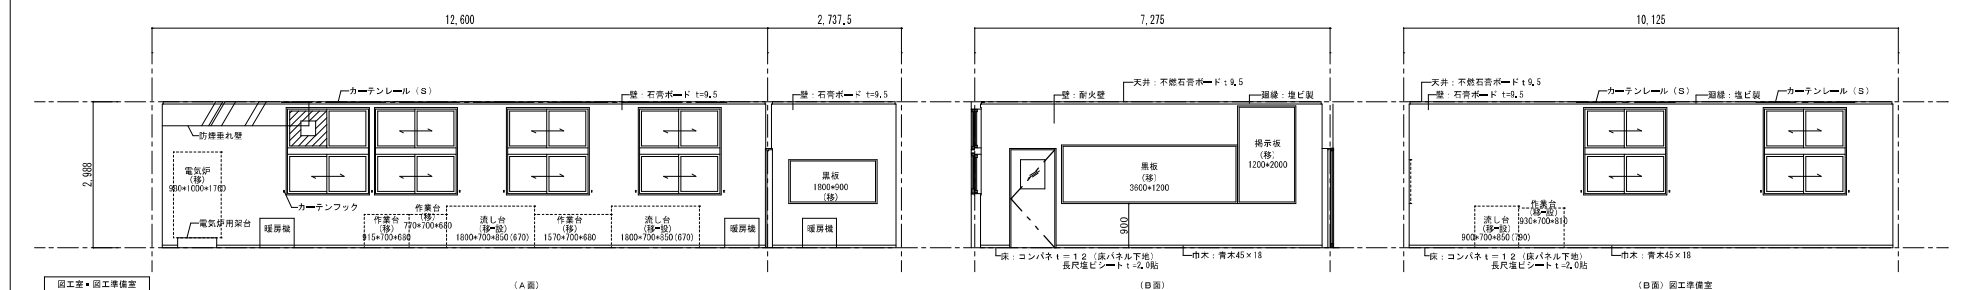 12,600
2,737.5
7,275
10,125
カーテンレール（S）
壁：石膏ボード t=9.5
壁：石膏ボード t=9.5
防煙垂れ壁
2,988
電気炉
(移)
930*1000*1760
カーテンフック
電気炉用架台
暖房機
作業台
(移)
915*700*680
作業台
(移)
770*700*680
流し台
(移-設)
1800*700*850(670)
作業台
(移)
1570*700*680
流し台
(移-設)
1800*700*850(670)
暖房機
黒板
1800*900
(移)
暖房機
天井：不燃石膏ボードt9.5
壁：耐火壁
廻縁：塩ビ製
掲示板
(移)
1200*2000
黒板
(移)
3600*1200
900
床：コンパネt＝12（床パネル下地）
長尺塩ビシートt=2.0貼
巾木：青木45×18
天井：不燃石膏ボードt9.5
壁：石膏ボード t=9.5
カーテンレール（S）
廻縁：塩ビ製
カーテンレール（S）
流し台
(移-設)
900*700*850(790)
作業台
(移-設)
930*700*810
床：コンパネt＝12（床パネル下地）
長尺塩ビシートt=2.0貼
巾木：青木45×18
図工室・図工準備室
（A面）
（B面）
（B面）図工準備室